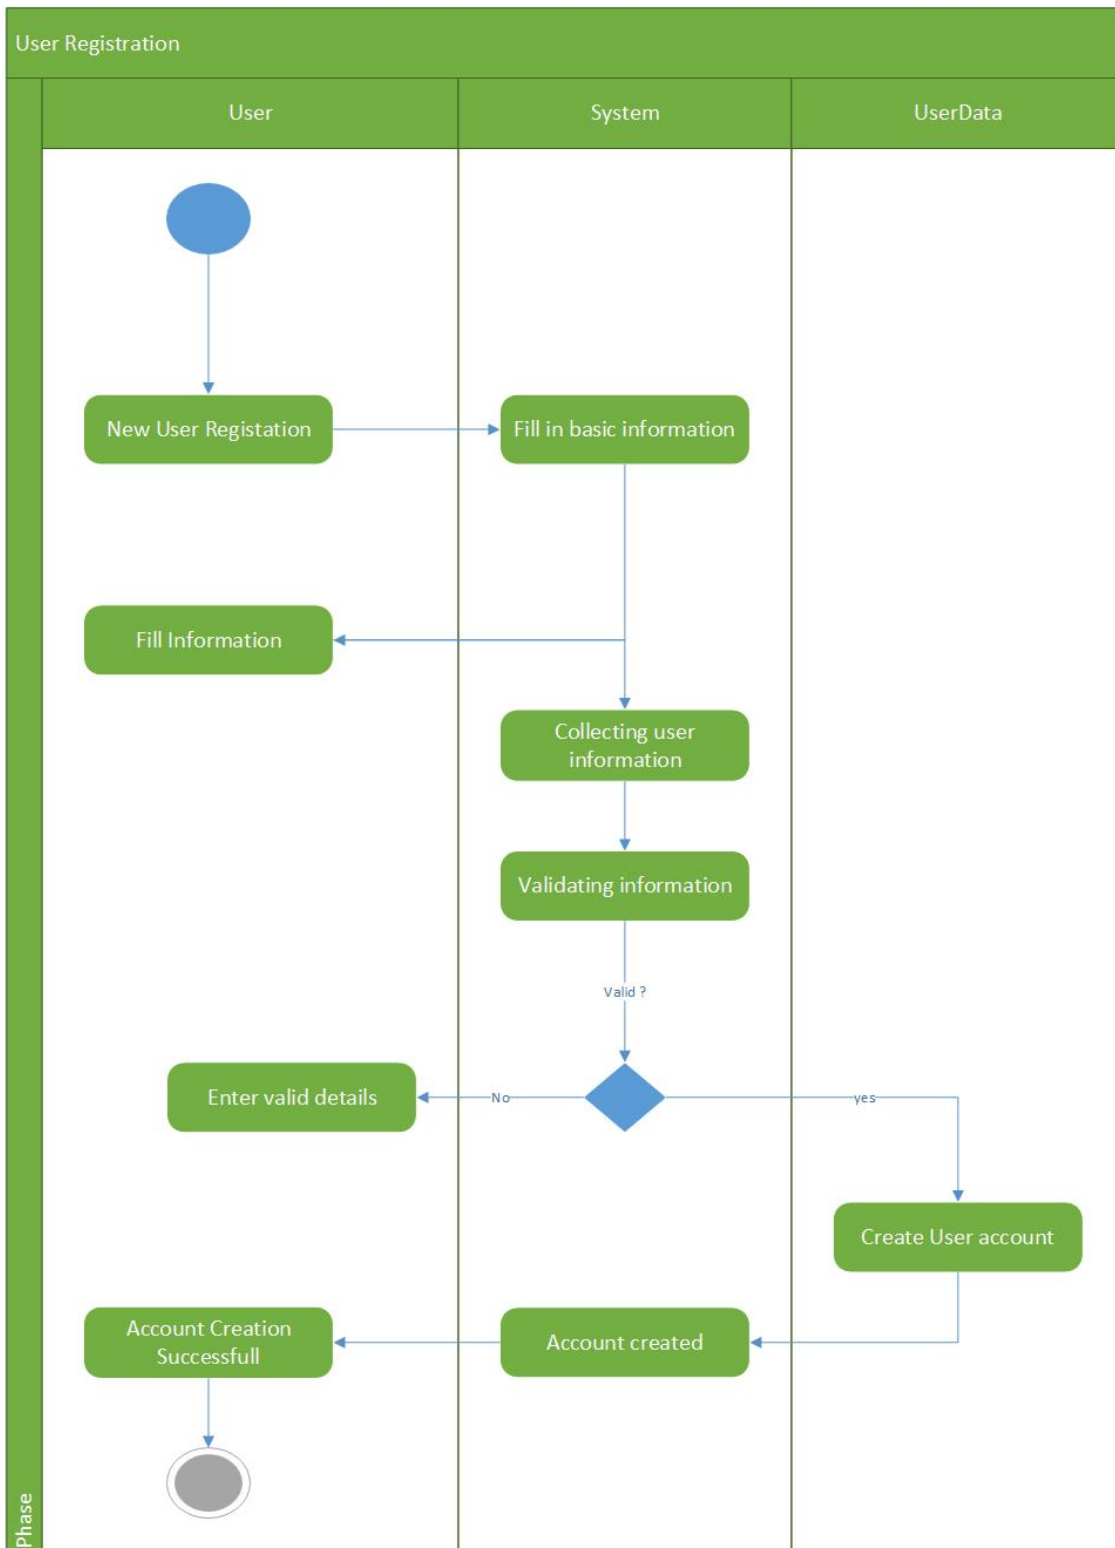 User Registration
User
System
UserData
New User Registation
Fill in basic information
Fill Information
Collecting user
information
Validating information
Valid ?
Enter valid details
No
yes
Create User account
Account Creation
Successfull
Account created
Phase